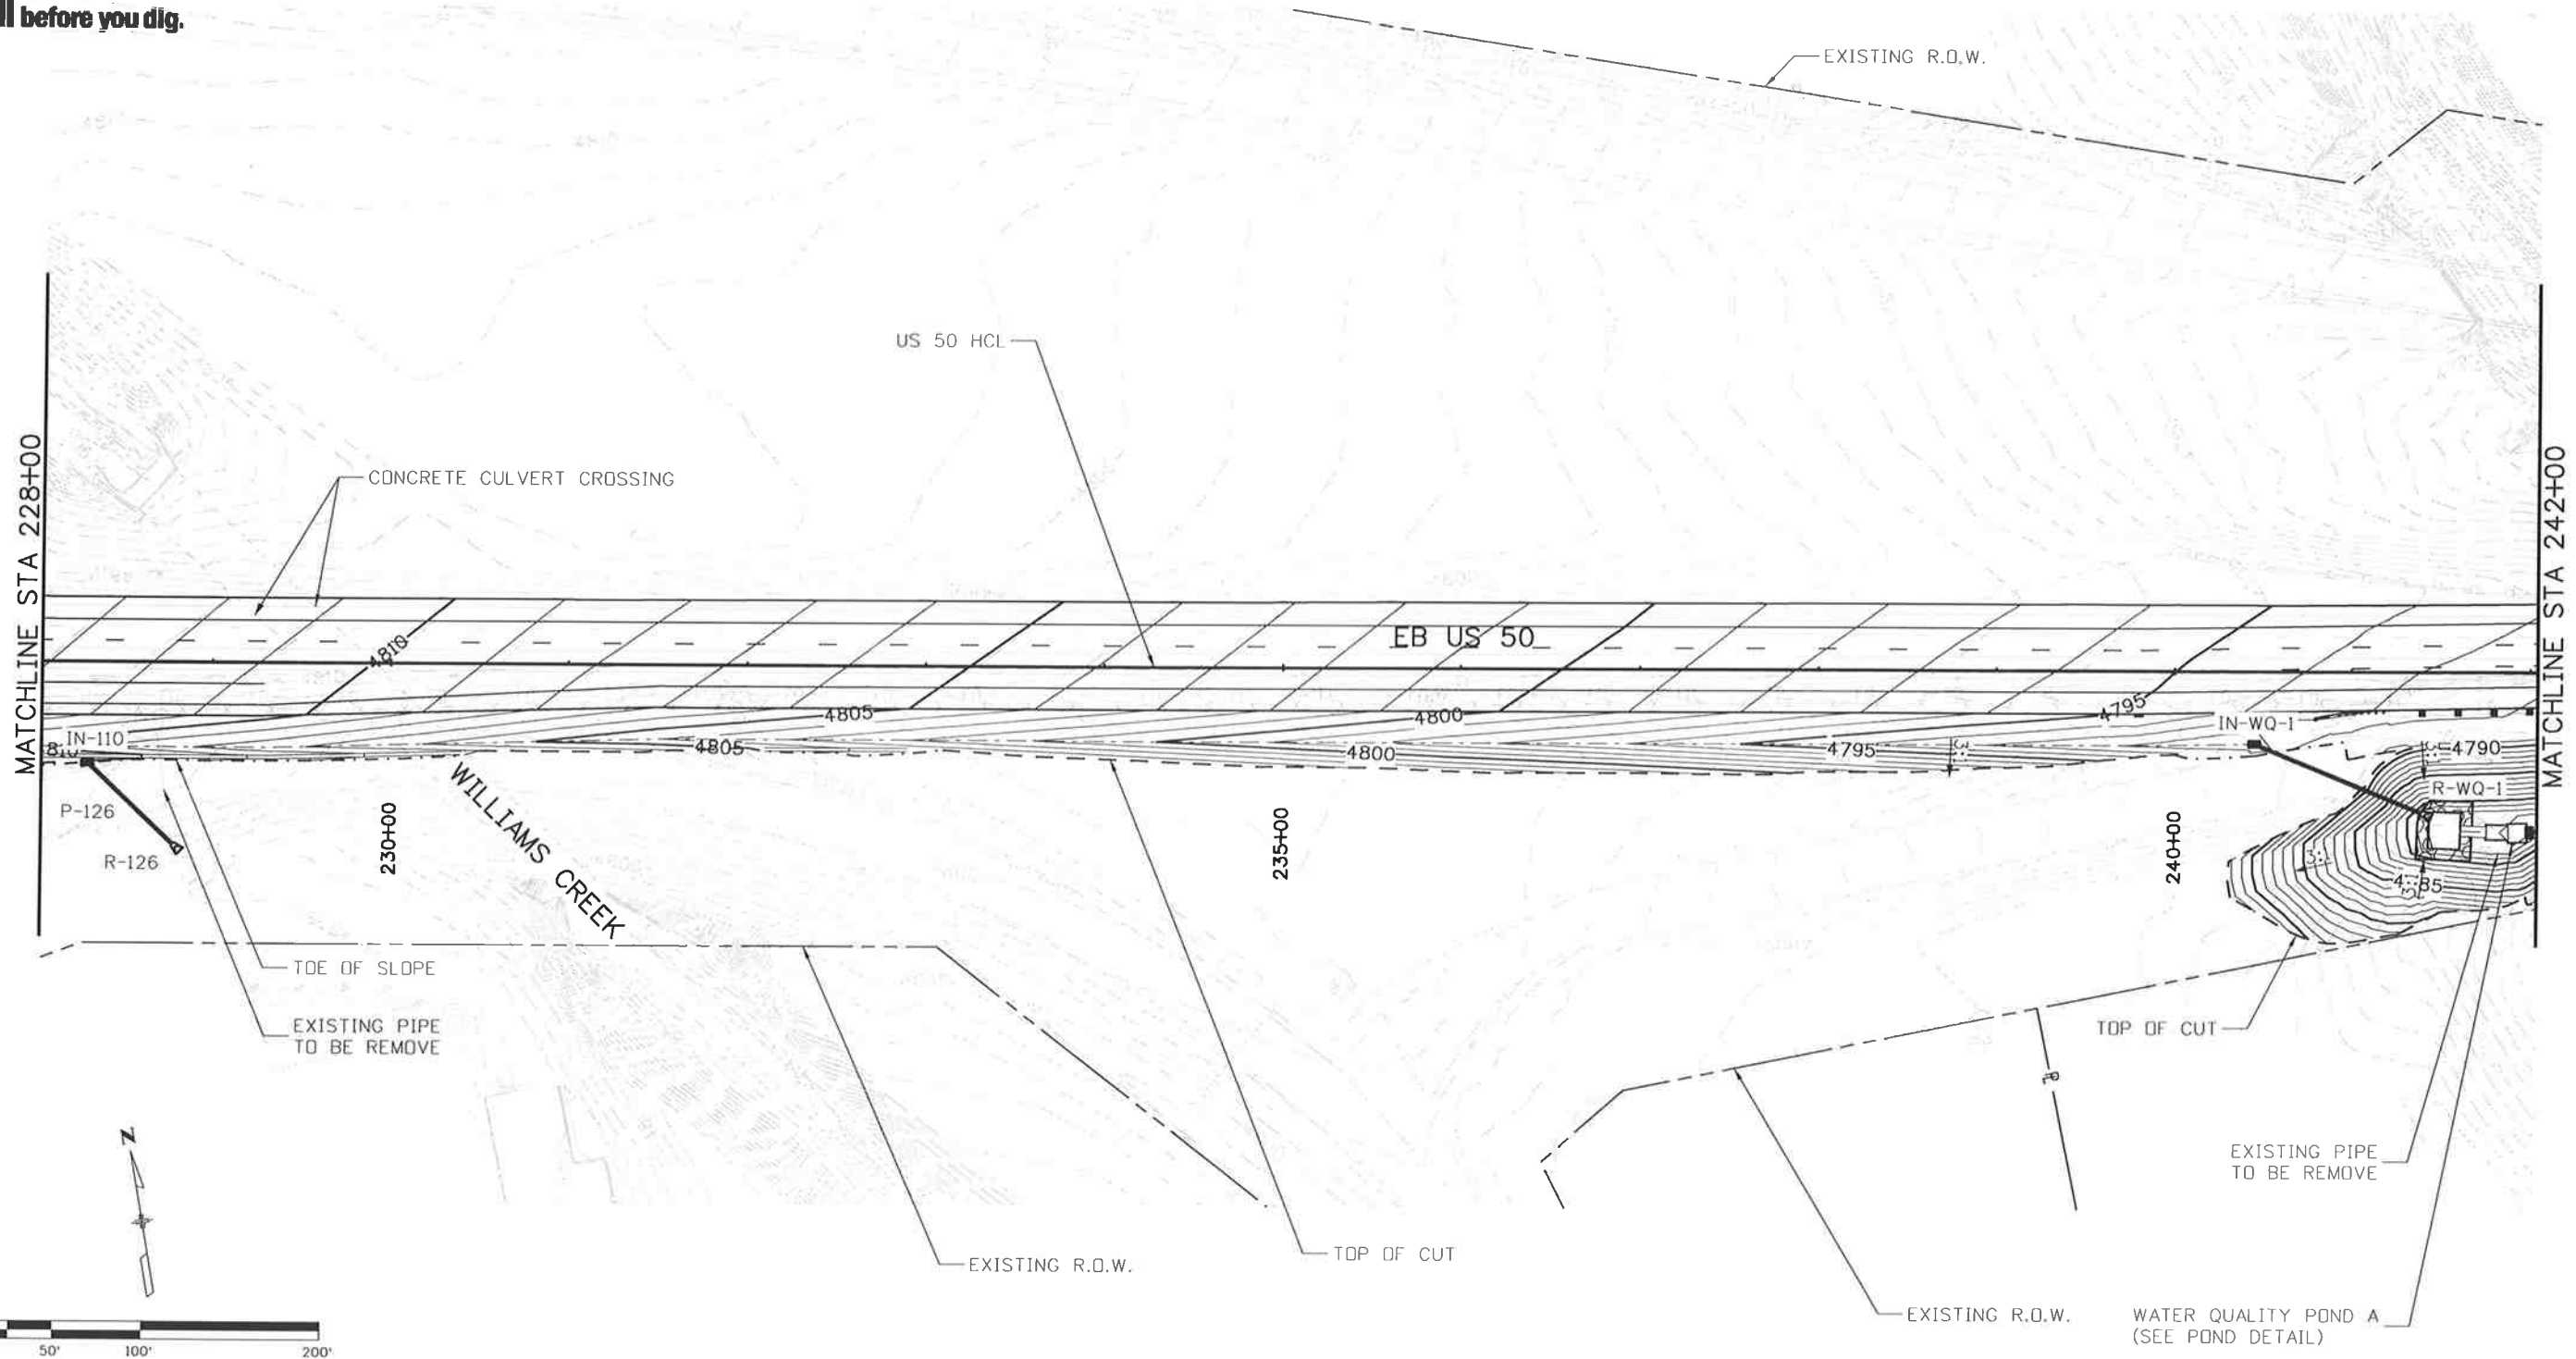 ll before you dig.
EXISTING R.O.W.
US 50 HCL
CONCRETE CULVERT CROSSING
MATCHLINE STA 228+00
MATCHLINE STA 242+00
4810
EB US 50
4805
4800
4795
IN-WQ-1
IN-110
4805
4800
4795
4790
R-WQ-1
P-126
R-126
WILLIAMS CREEK
230+00
235+00
240+00
3:1
4785
TOE OF SLOPE
EXISTING PIPE
TO BE REMOVE
TOP OF CUT
PL
N
EXISTING PIPE
TO BE REMOVE
TOP OF CUT
EXISTING R.O.W.
EXISTING R.O.W.
WATER QUALITY POND A
(SEE POND DETAIL)
50'
100'
200'